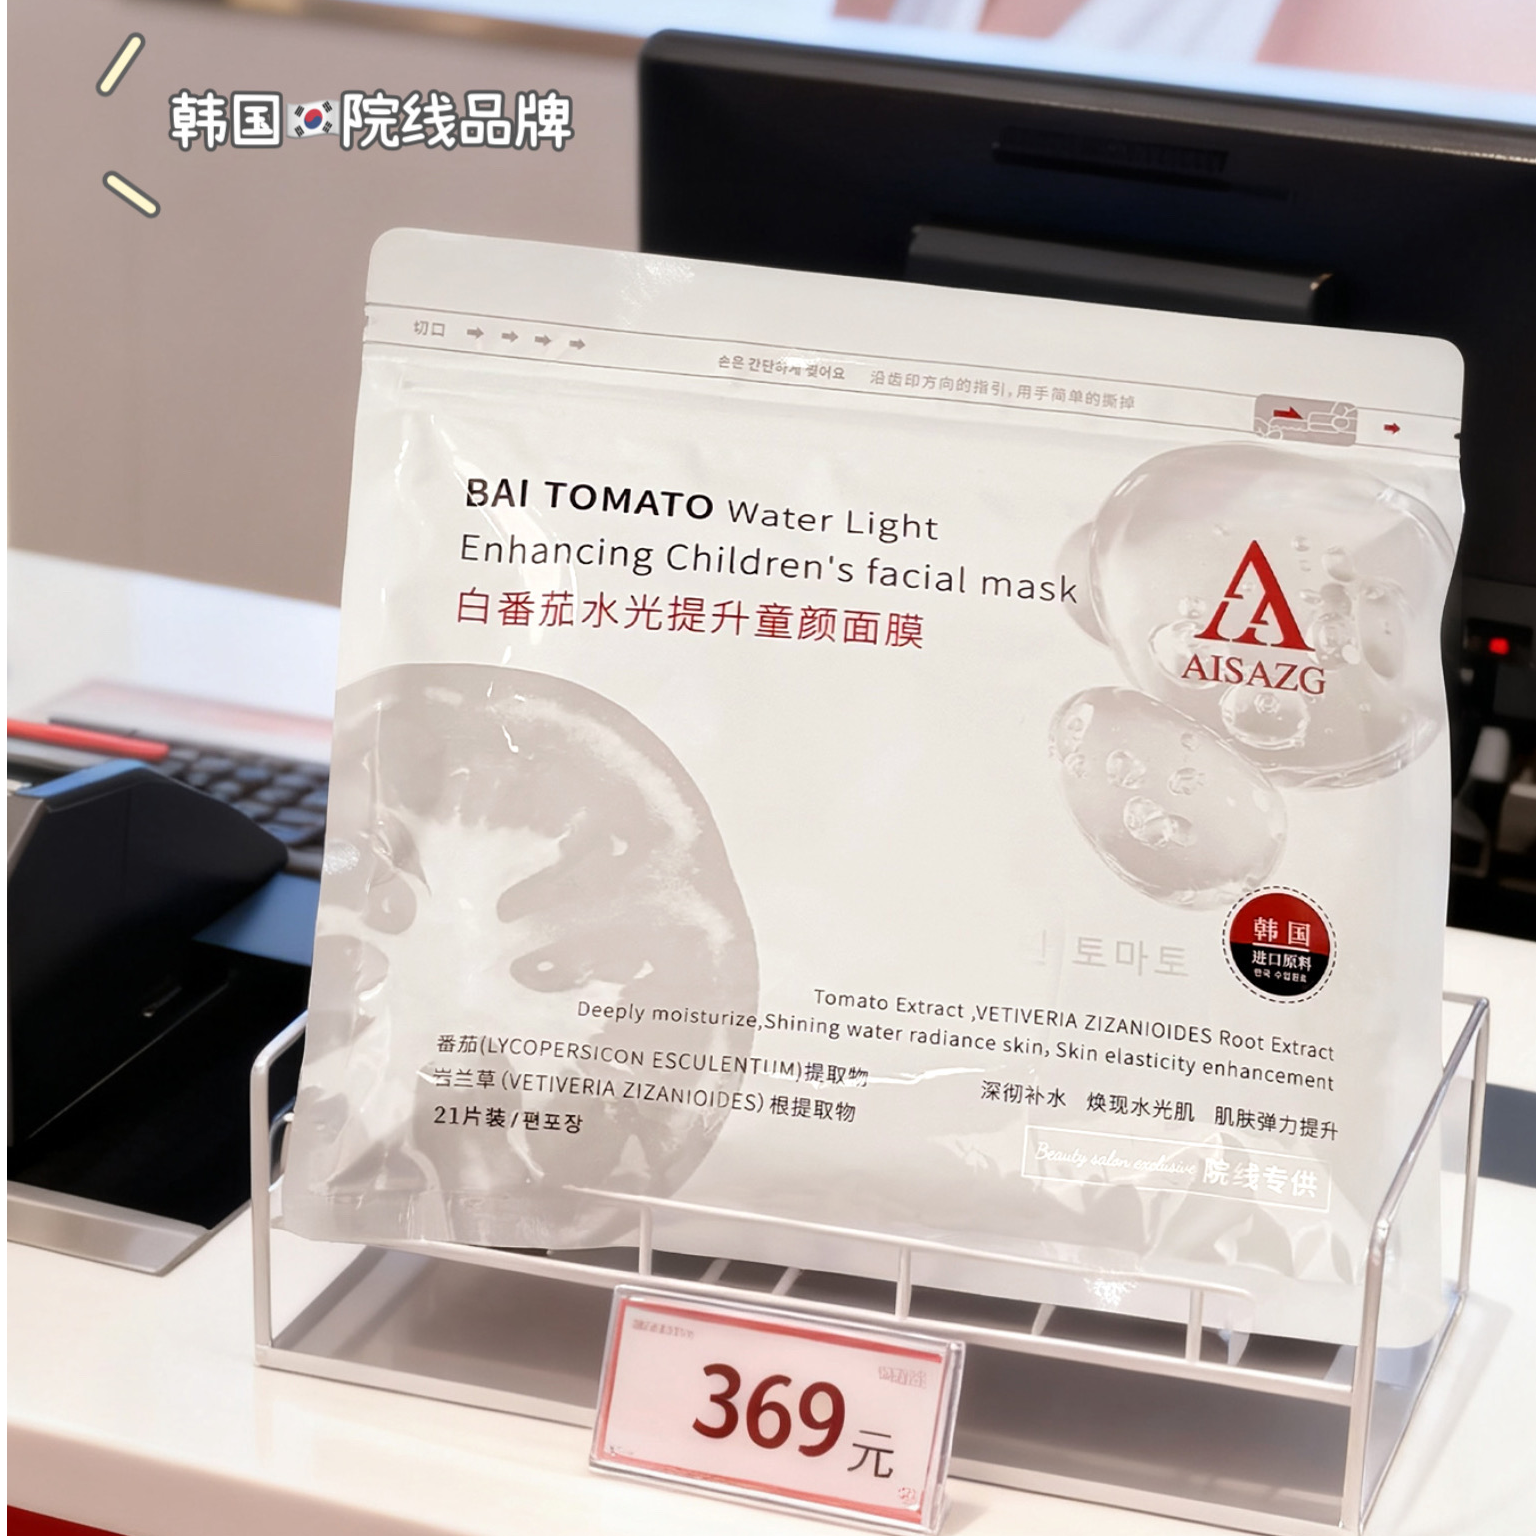 韩国🇰🇷院线品牌
切口
손은 간단하게 찢어요 沿齿印方向的指引,用手简单的撕掉
BAI TOMATO Water Light
Enhancing Children's facial mask
白番茄水光提升童颜面膜
A
AISAZG
토마토
韩国
进口原料
한국 수입원료
Tomato Extract ,VETIVERIA ZIZANIOIDES Root Extract
Deeply moisturize,Shining water radiance skin, Skin elasticity enhancement
番茄(LYCOPERSICON ESCULENTUM)提取物
岩兰草(VETIVERIA ZIZANIOIDES)根提取物
21片装/편포장
深彻补水 焕现水光肌 肌肤弹力提升
Beauty salon exclusive 院线专供
369元